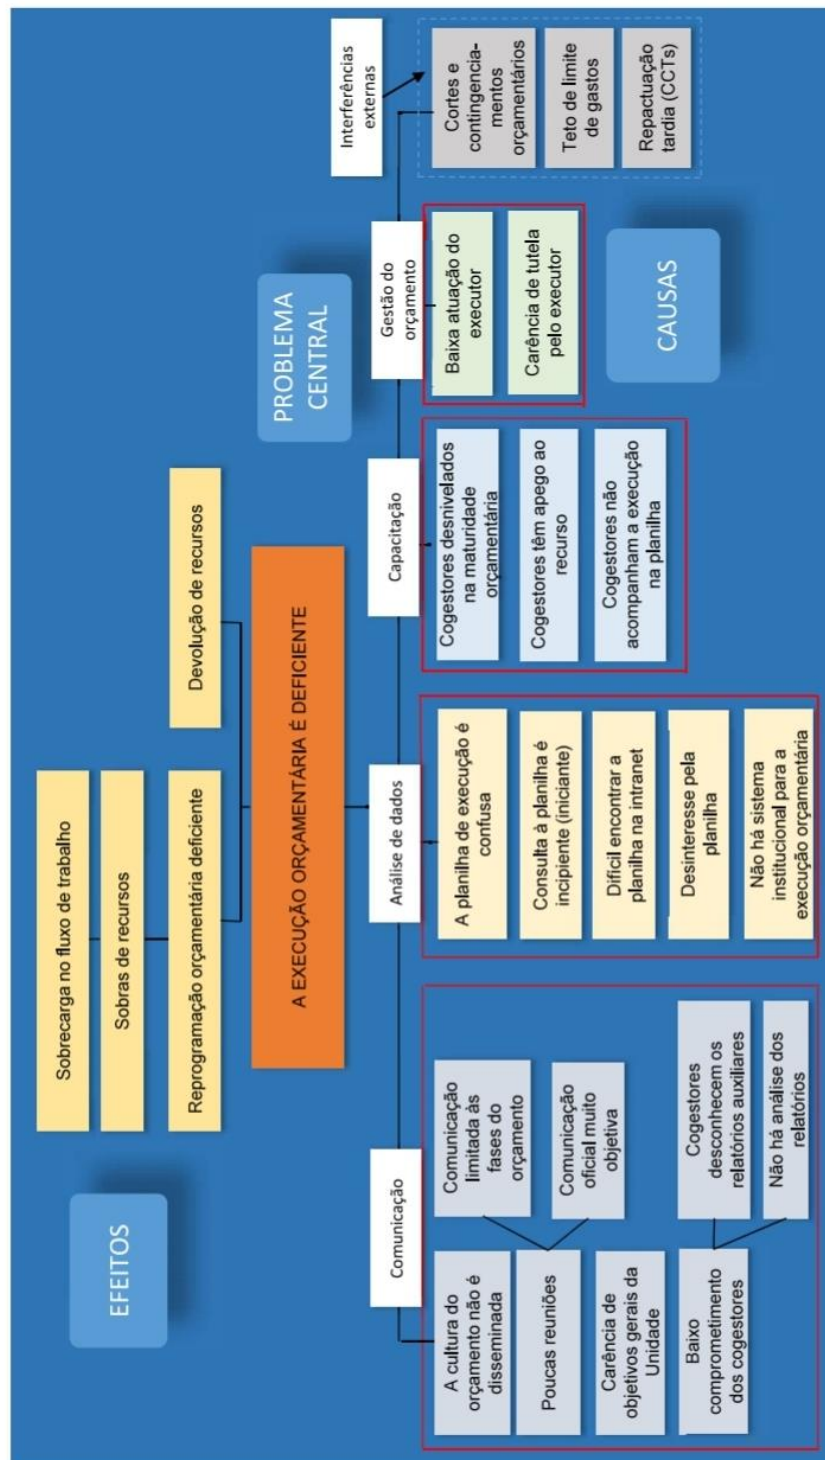 EFEITOS
Sobrecarga no fluxo de trabalho
Sobras de recursos
Reprogramação orçamentária deficiente
Devolução de recursos
PROBLEMA
CENTRAL
A EXECUÇÃO ORÇAMENTÁRIA É DEFICIENTE
Comunicação
Análise de dados
Capacitação
Gestão do
orçamento
Interferências
externas
A cultura do
orçamento não é
disseminada
Poucas reuniões
Carência de
objetivos gerais da
Unidade
Baixo
comprometimento
dos cogestores
Comunicação
limitada às
fases do
orçamento
Comunicação
oficial muito
objetiva
Cogestores
desconhecem os
relatórios auxiliares
Não há análise dos
relatórios
A planilha de execução é
confusa
Consulta à planilha é
incipiente (iniciante)
Difícil encontrar a
planilha na intranet
Desinteresse pela
planilha
Não há sistema
institucional para a
execução orçamentária
Cogestores desnivelados
na maturidade
orçamentária
Cogestores têm apego ao
recurso
Cogestores não
acompanham a execução
na planilha
Baixa atuação do
executor
Carência de tutela
pelo executor
Cortes e
contingencia-
mentos
orçamentários
Teto de limite
de gastos
Repactuação
tardia (CCTs)
CAUSAS